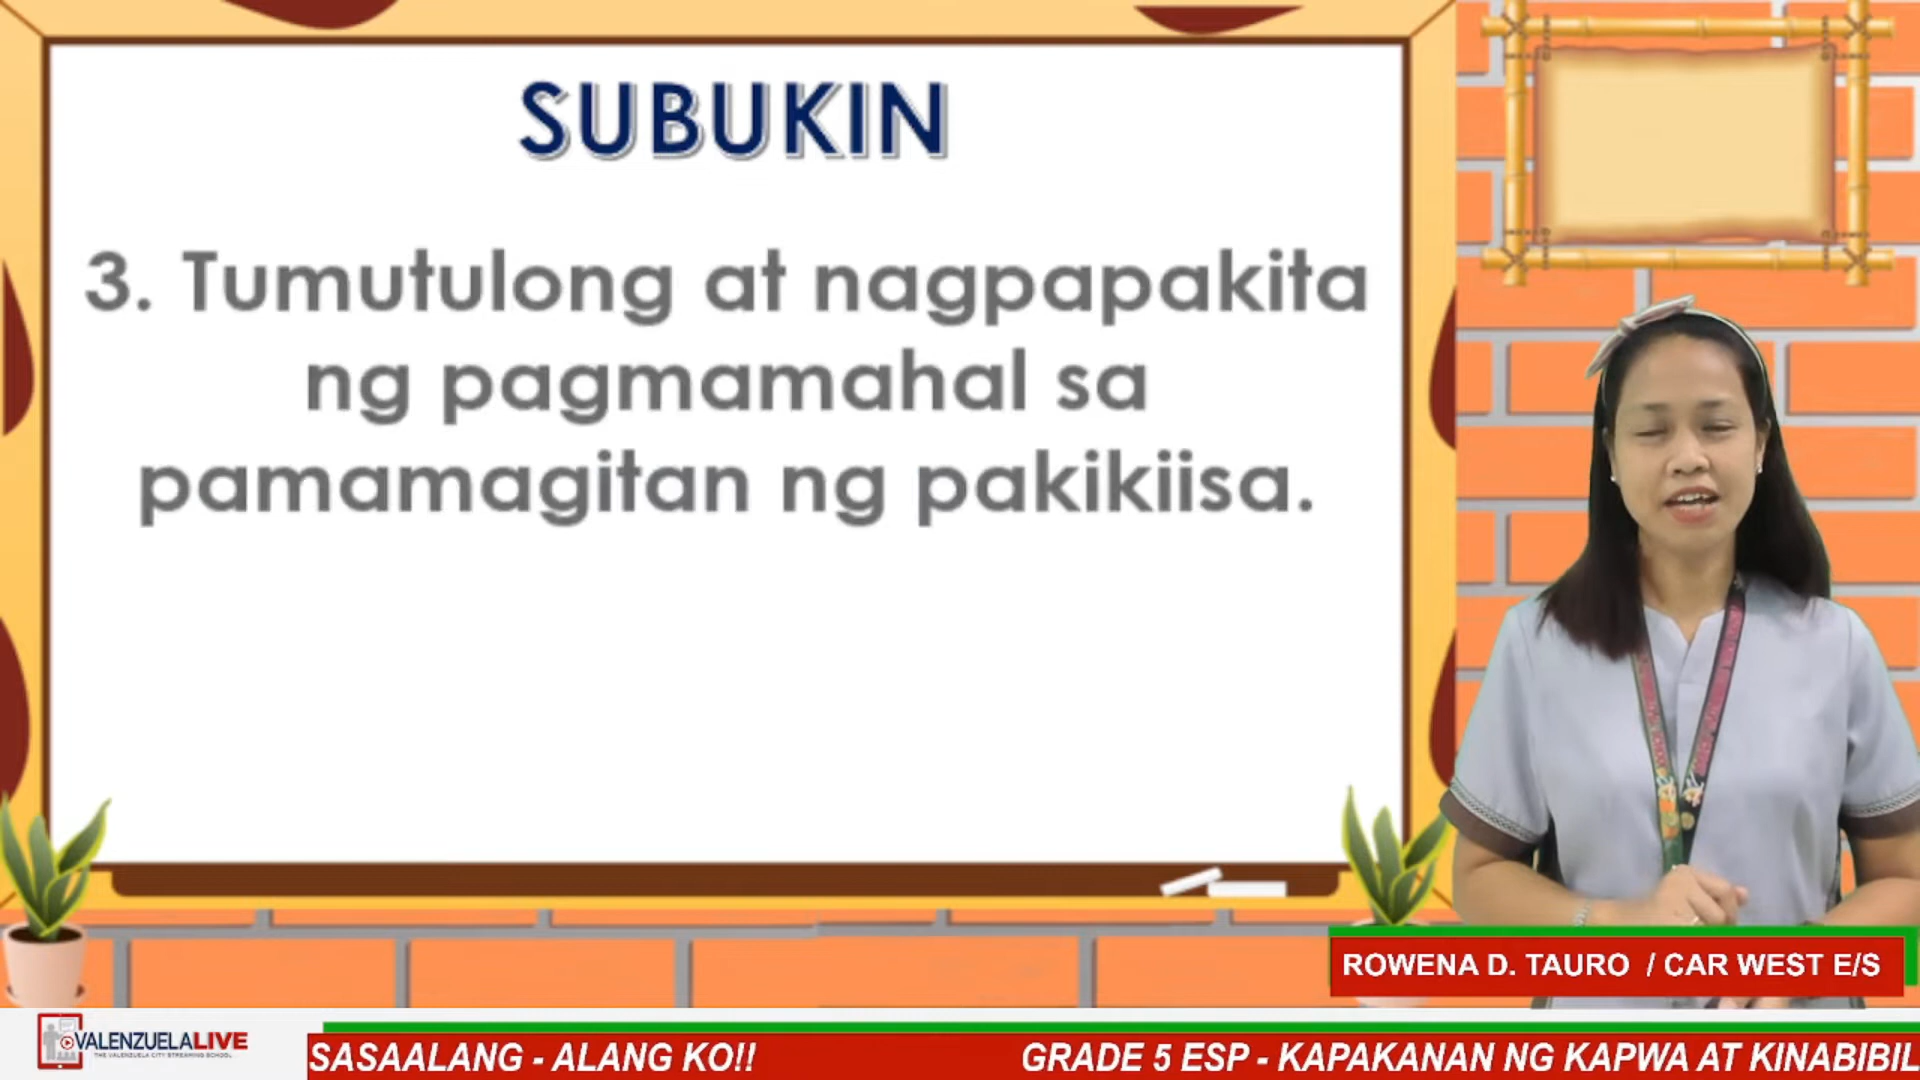 SUBUKIN
3. Tumutulong at nagpapakita
ng pagmamahal sa
pamamagitan ng pakikiisa.
ROWENA D. TAURO / CAR WEST E/S
VALENZUELALIVE
THE VALENZUELA CITY STREAMING SCHOOL
SASAALANG - ALANG KO!! GRADE 5 ESP - KAPAKANAN NG KAPWA AT KINABIBIL